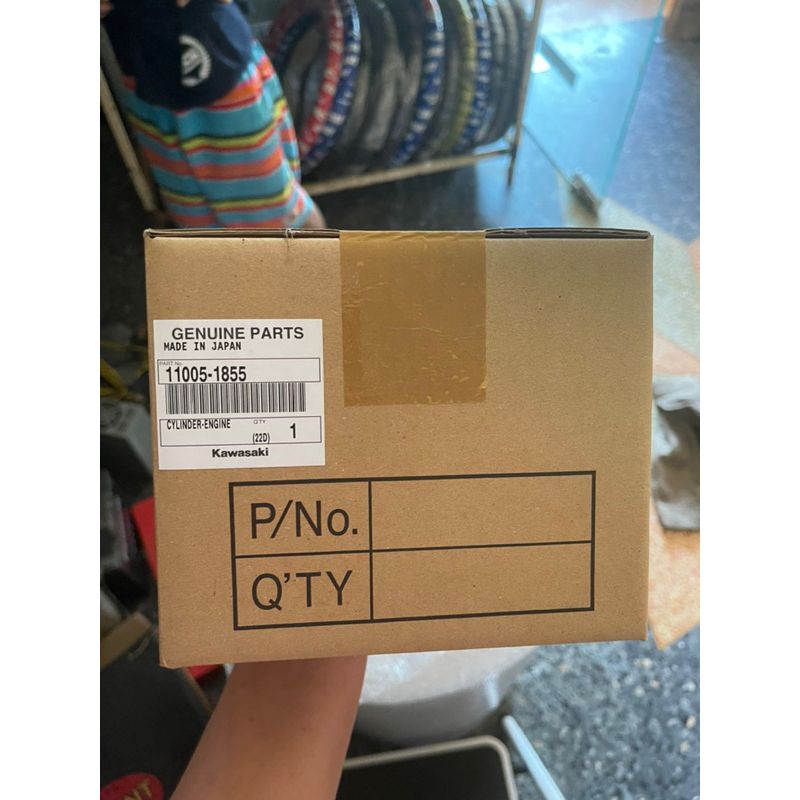 GENUINE PARTS
MADE IN JAPAN
PART No.
11005-1855
CYLINDER-ENGINE
Q'TY
(22D)
1
Kawasaki
P/No.
Q'TY